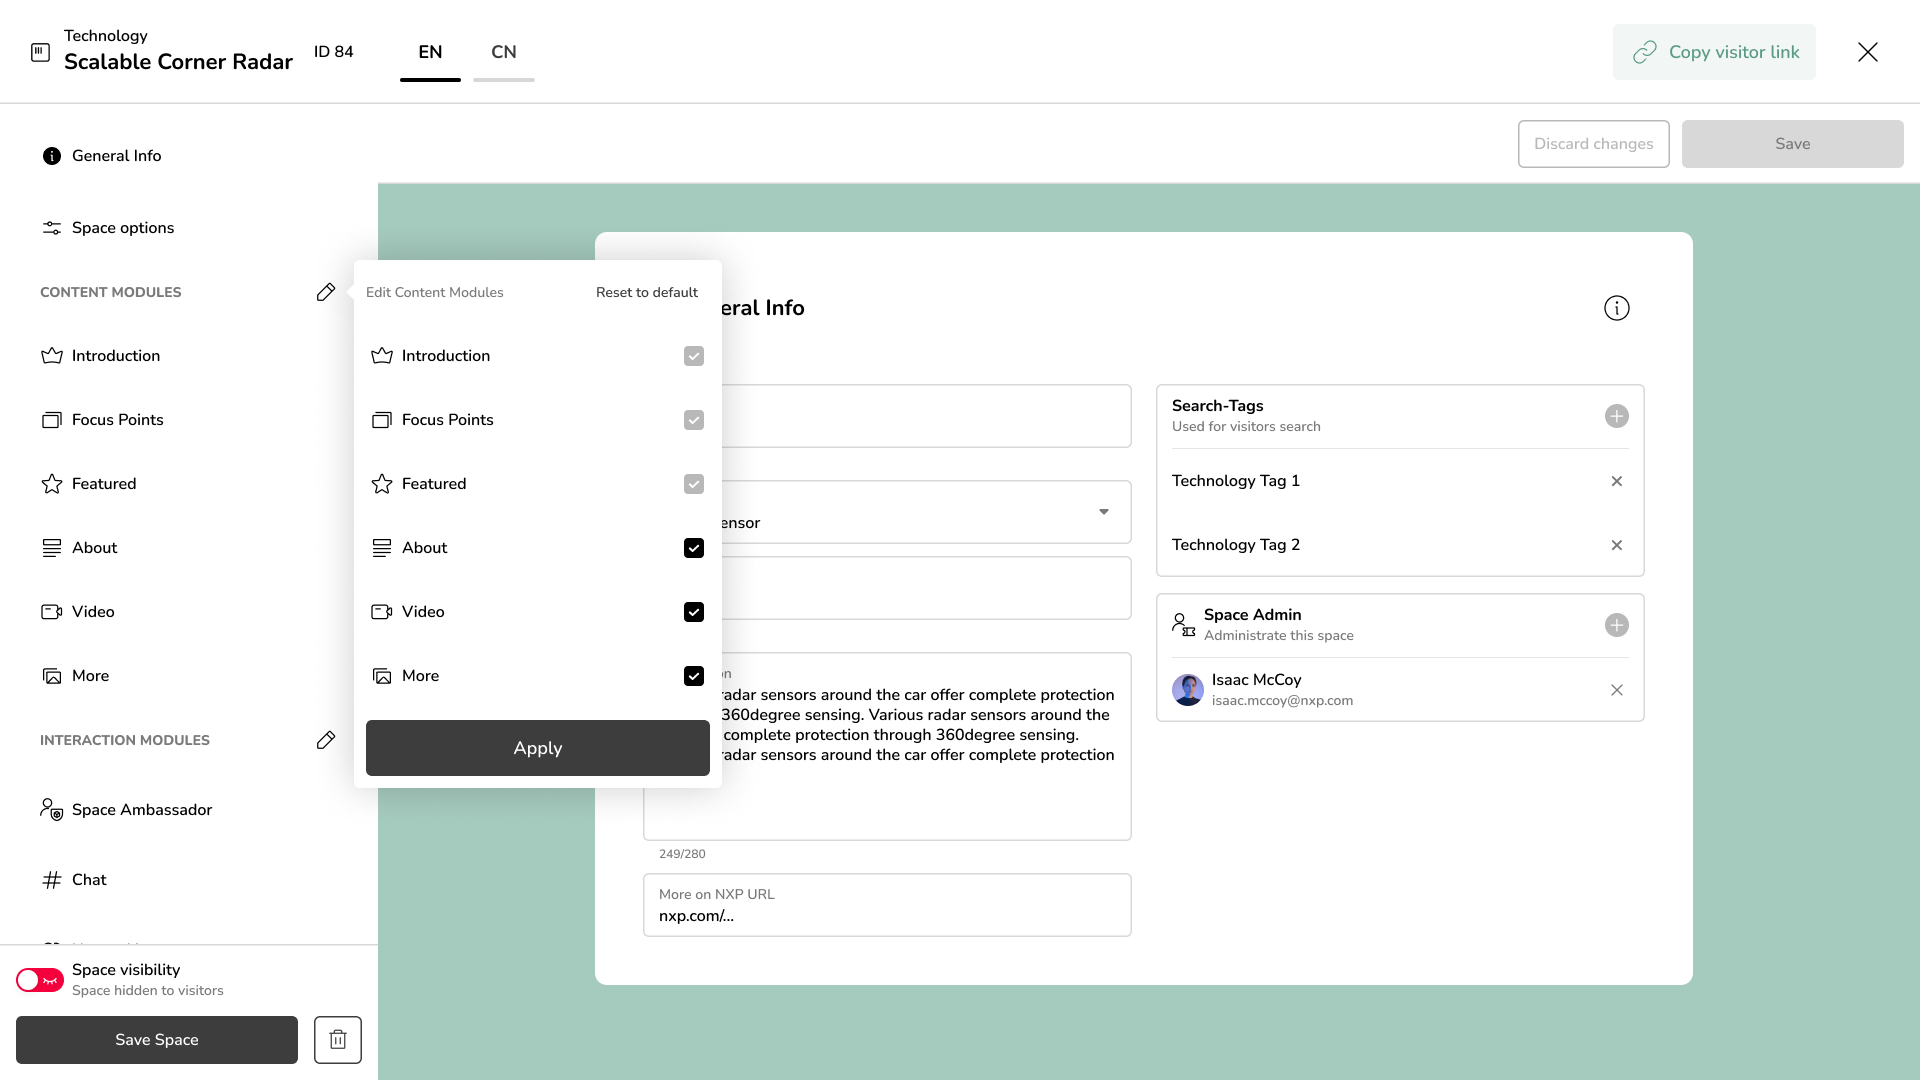 Technology
Scalable Corner Radar
ID 84
EN
CN
Copy visitor link
General Info
Space options
CONTENT MODULES
Introduction
Focus Points
Featured
About
Video
More
INTERACTION MODULES
Space Ambassador
Chat
Space visibility
Space hidden to visitors
Save Space
Discard changes
Save
Edit Content Modules
Reset to default
Introduction
Focus Points
Featured
About
Video
More
Apply
eral Info
ensor
on
radar sensors around the car offer complete protection
360degree sensing. Various radar sensors around the
complete protection through 360degree sensing.
radar sensors around the car offer complete protection
249/280
More on NXP URL
nxp.com/...
Search-Tags
Used for visitors search
Technology Tag 1
Technology Tag 2
Space Admin
Administrate this space
Isaac McCoy
isaac.mccoy@nxp.com